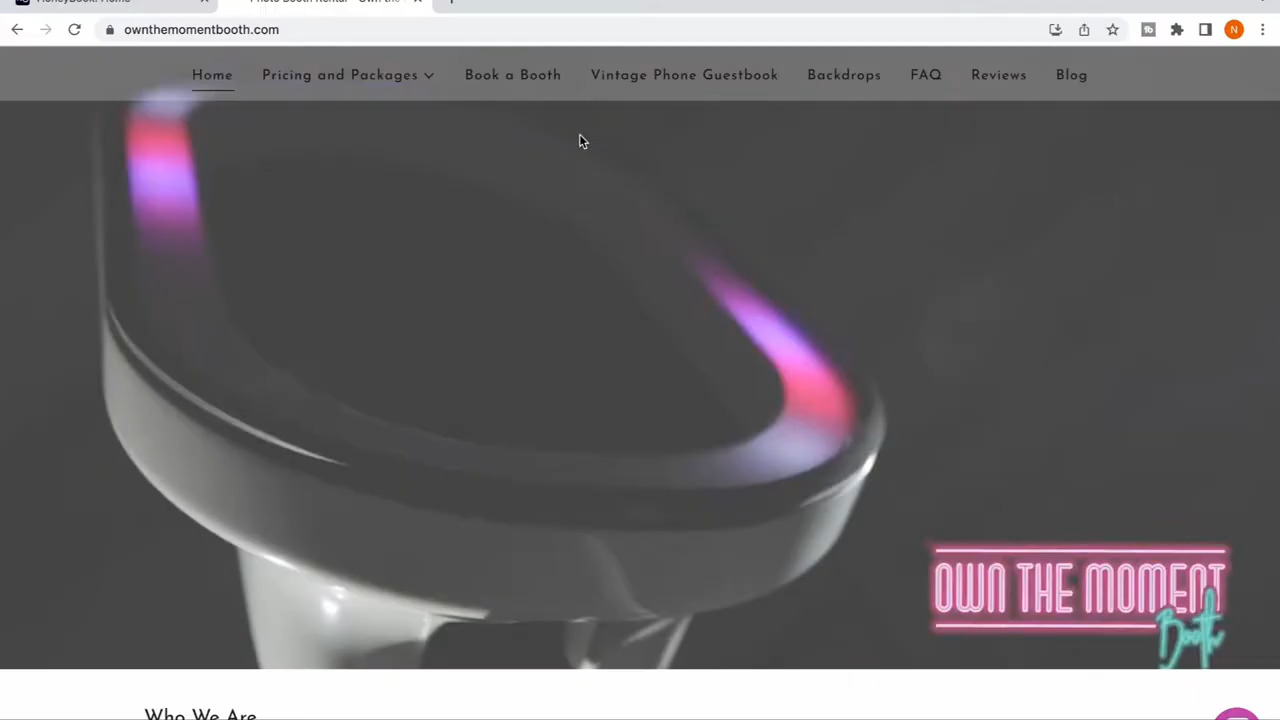 ownthemomentbooth.com
N
Home Pricing and Packages Book a Booth Vintage Phone Guestbook Backdrops FAQ Reviews Blog
OWN THE MOMENT
Booth
Who We Are